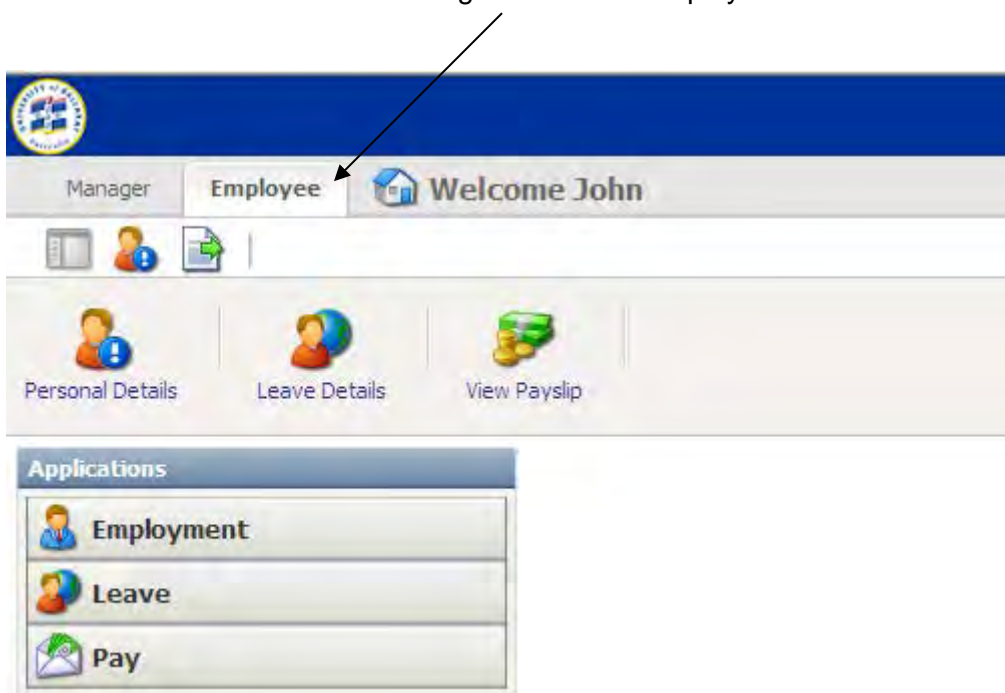 Manager Employee Welcome John
Personal Details Leave Details View Payslip
Applications
Employment
Leave
Pay